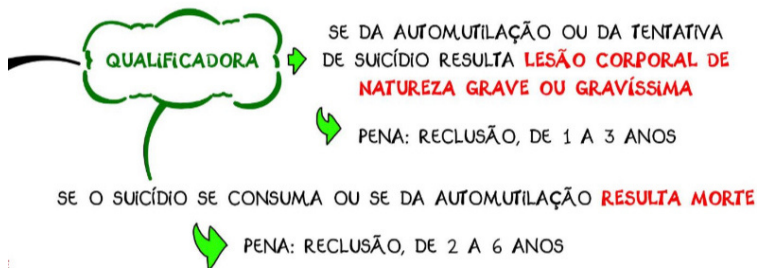 SE DA AUTOMUTILAÇÃO OU DA TENTATIVA
QUALIFICADORA DE SUICÍDIO RESULTA LESÃO CORPORAL DE
NATUREZA GRAVE OU GRAVÍSSIMA
PENA: RECLUSÃO, DE 1 A 3 ANOS
SE O SUICÍDIO SE CONSUMA OU SE DA AUTOMUTILAÇÃO RESULTA MORTE
PENA: RECLUSÃO, DE 2 A 6 ANOS